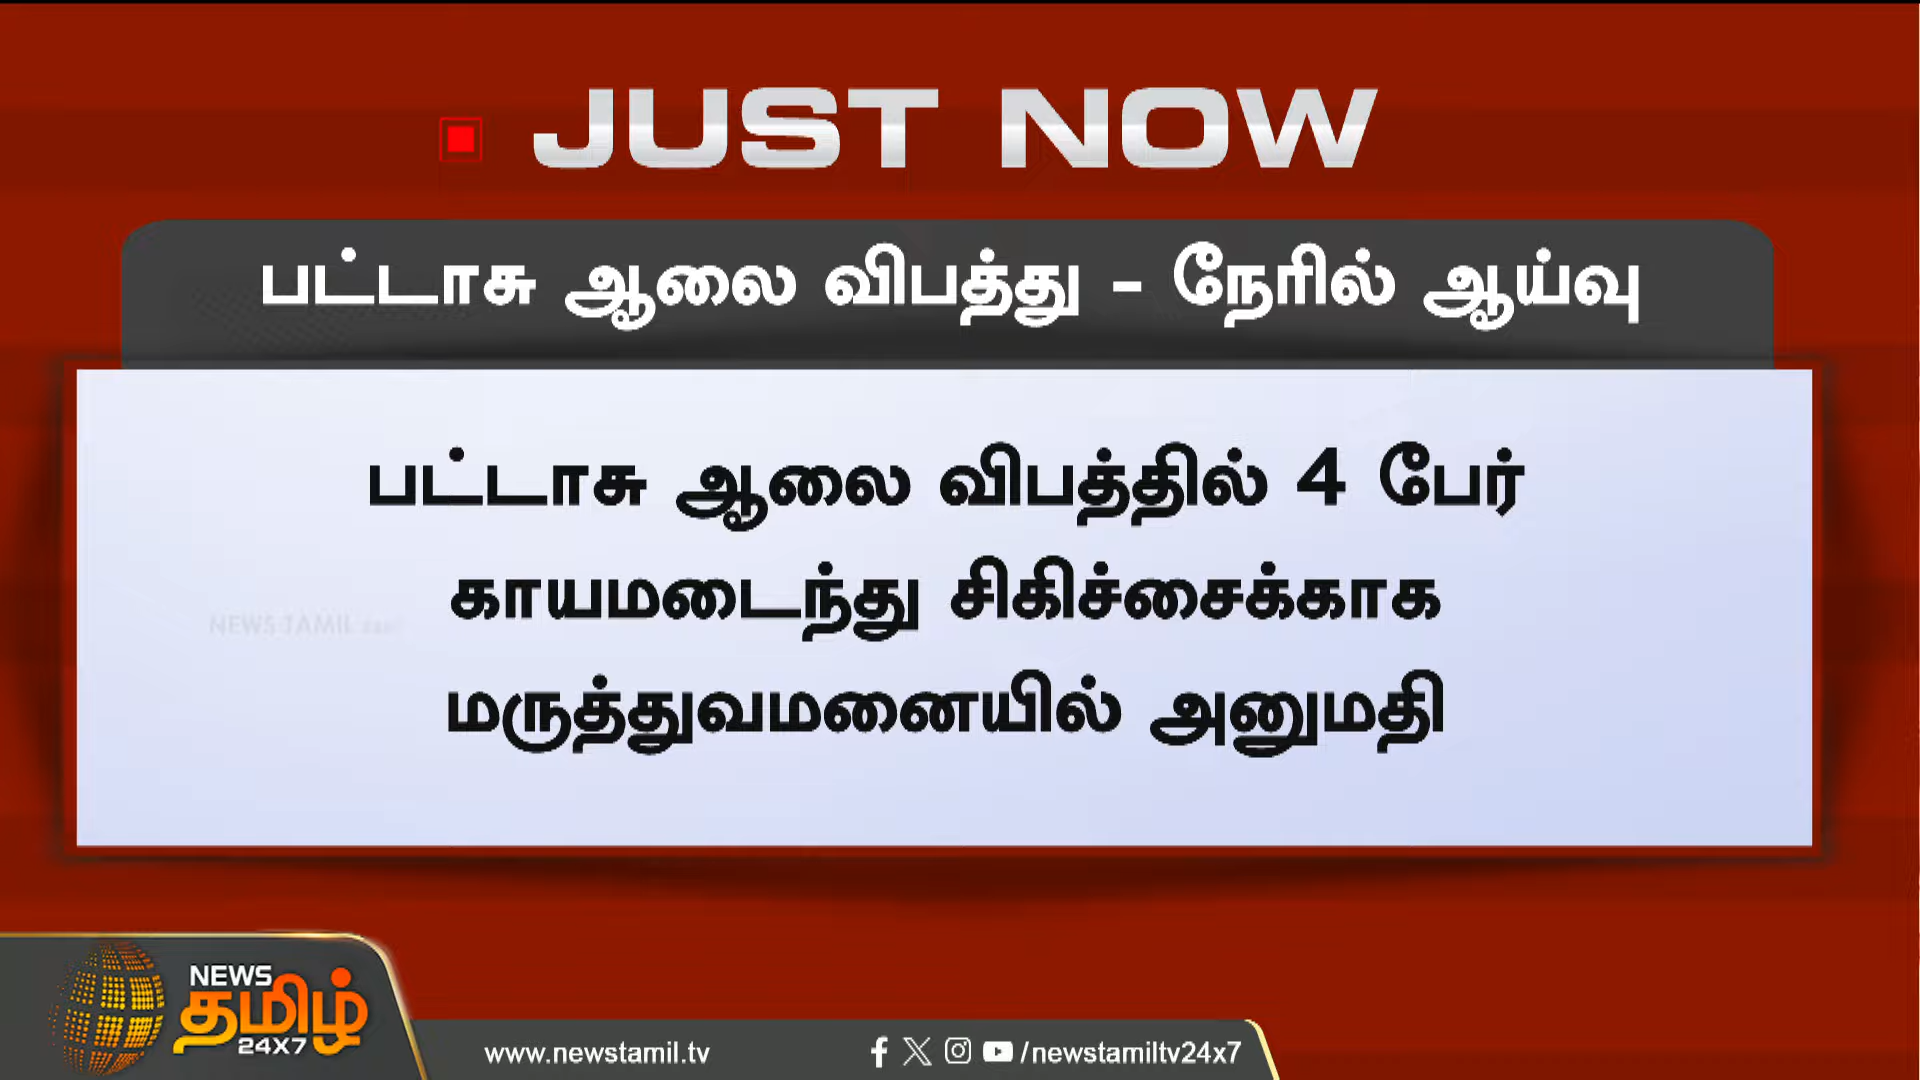 JUST NOW
பட்டாசு ஆலை விபத்து - நேரில் ஆய்வு
பட்டாசு ஆலை விபத்தில் 4 பேர்
காயமடைந்து சிகிச்சைக்காக
மருத்துவமனையில் அனுமதி
NEWS TAMIL
NEWS
தமிழ்
24X7
www.newstamil.tv
/newstamiltv24x7